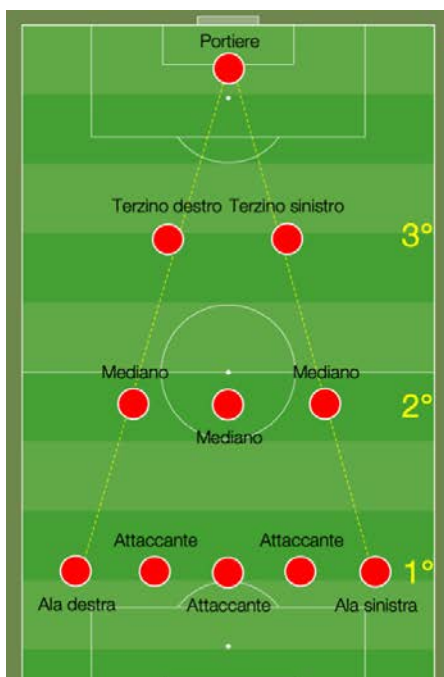 Portiere
Terzino destro Terzino sinistro
3°
Mediano Mediano
2°
Mediano
Attaccante Attaccante
1°
Ala destra Attaccante Ala sinistra